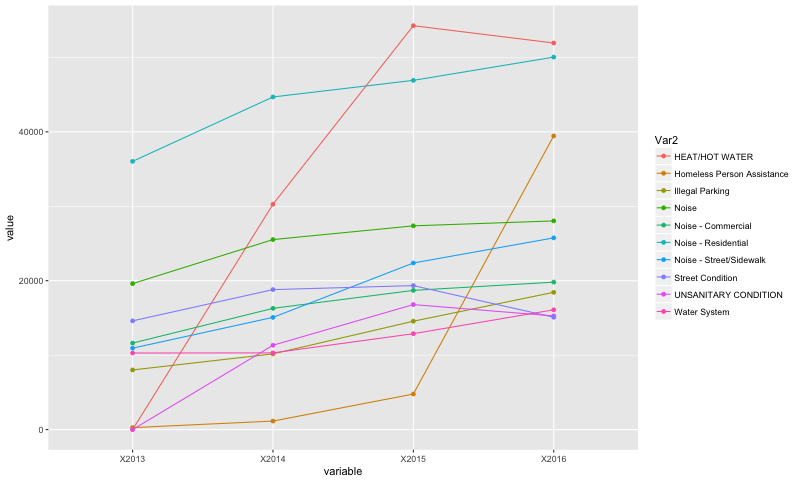 value
40000
20000
0
X2013
X2014
X2015
X2016
variable
Var2
HEAT/HOT WATER
Homeless Person Assistance
Illegal Parking
Noise
Noise - Commercial
Noise - Residential
Noise - Street/Sidewalk
Street Condition
UNSANITARY CONDITION
Water System